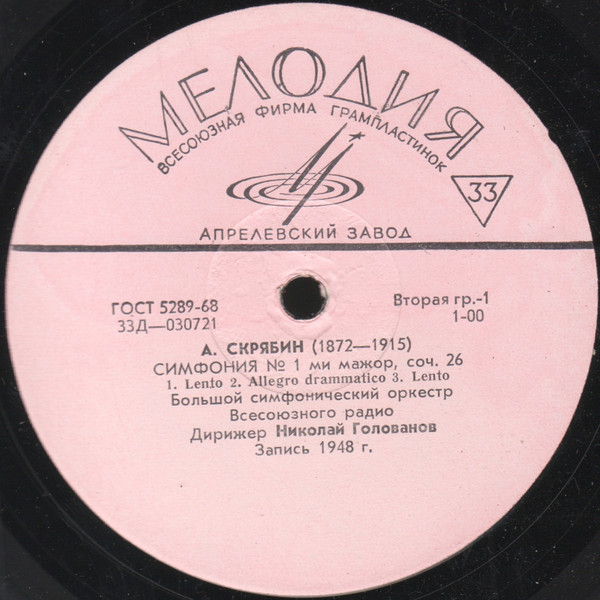 МЕЛОДИЯ
ВСЕСОЮЗНАЯ ФИРМА ГРАМПЛАСТИНОК
33
АПРЕЛЕВСКИЙ ЗАВОД
ГОСТ 5289-68
33Д—030721
Вторая гр.-1
1-00
А. СКРЯБИН (1872—1915)
СИМФОНИЯ № 1 ми мажор, соч. 26
1. Lento 2. Allegro drammatico 3. Lento
Большой симфонический оркестр
Всесоюзного радио
Дирижер Николай Голованов
Запись 1948 г.